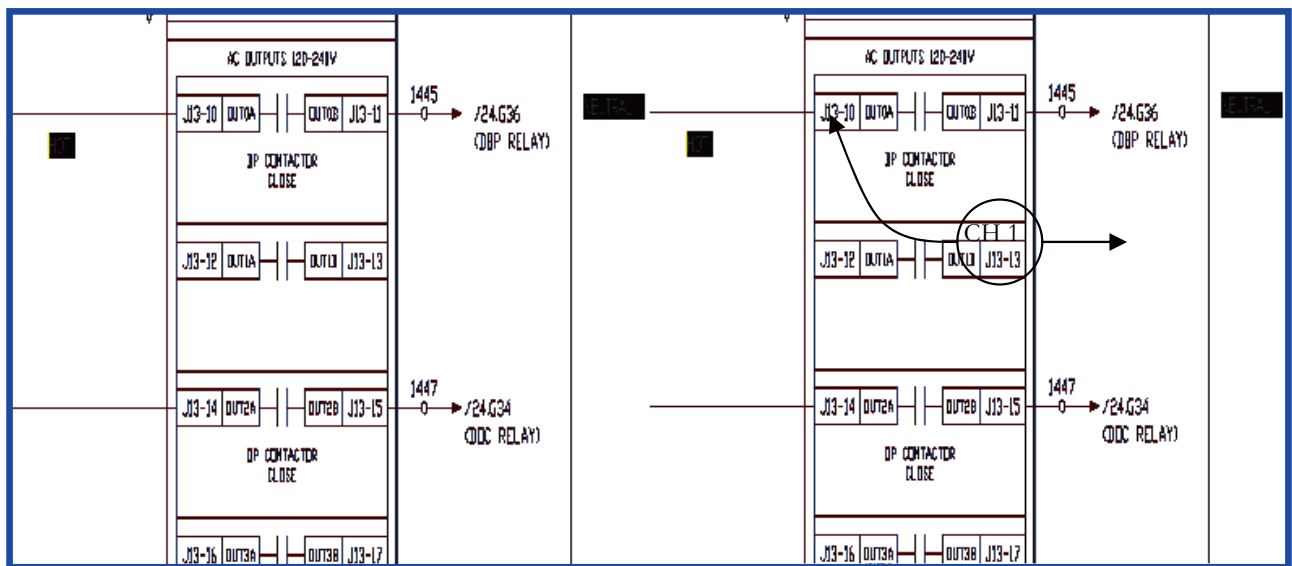 AC OUTPUTS 120-240V
J13-10 OUT0A OUT0B J13-11
1445
/24.G36
(DBP RELAY)
HOT
DP CONTACTOR
CLOSE
J13-12 OUT1A J13-13
J13-14 OUT2A OUT2B J13-15
1447
/24.G34
(DDC RELAY)
DP CONTACTOR
CLOSE
J13-16 OUT3A OUT3B J13-17
NEUTRAL
AC OUTPUTS 120-240V
J13-10 OUT0A OUT0B J13-11
1445
/24.G36
(DBP RELAY)
HOT
DP CONTACTOR
CLOSE
CH 1
J13-12 OUT1A J13-13
J13-14 OUT2A OUT2B J13-15
1447
/24.G34
(DDC RELAY)
DP CONTACTOR
CLOSE
J13-16 OUT3A OUT3B J13-17
NEUTRAL